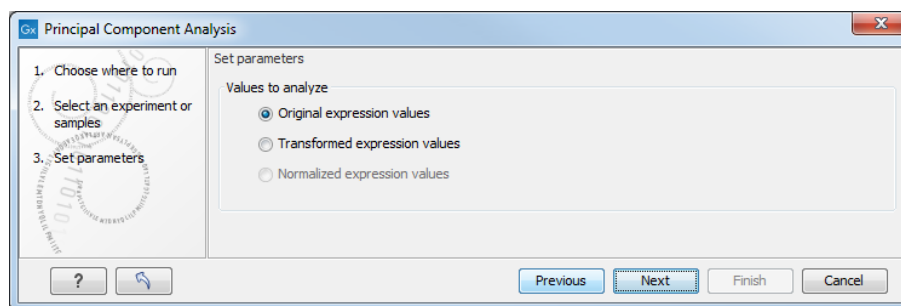 Gx Principal Component Analysis
1. Choose where to run
2. Select an experiment or
samples
3. Set parameters
Set parameters
Values to analyze
Original expression values
Transformed expression values
Normalized expression values
? Previous Next Finish Cancel